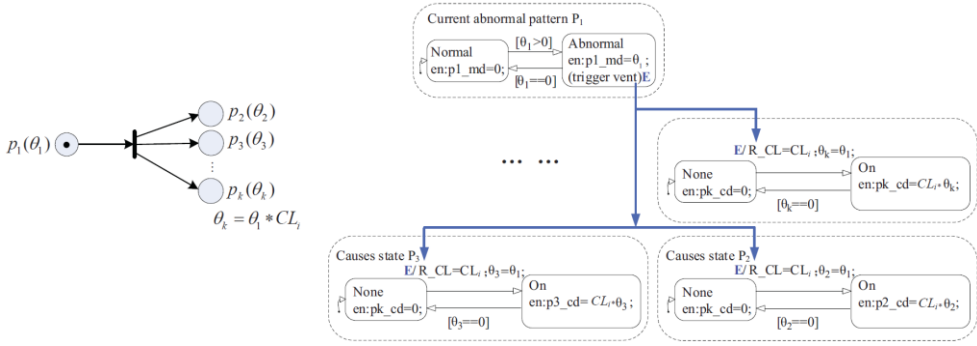 p₁(θ₁)
p₂(θ₂)
p₃(θ₃)
pₖ(θₖ)
θₖ = θ₁ * CLᵢ
Current abnormal pattern P₁
Normal
en:p1_md=0;
[θ₁>0]
[θ₁==0]
Abnormal
en:p1_md=θ₁;
(trigger vent)E
... ...
E/R_CL=CLᵢ;θₖ=θ₁;
None
en:pk_cd=0;
[θₖ==0]
On
en:pk_cd=CLᵢ*θₖ;
Causes state P₃
E/R_CL=CLᵢ;θ₃=θ₁;
None
en:pk_cd=0;
[θ₃==0]
On
en:p3_cd=CLᵢ*θ₃;
Causes state P₂
E/R_CL=CLᵢ;θ₂=θ₁;
None
en:pk_cd=0;
[θ₂==0]
On
en:p2_cd=CLᵢ*θ₂;